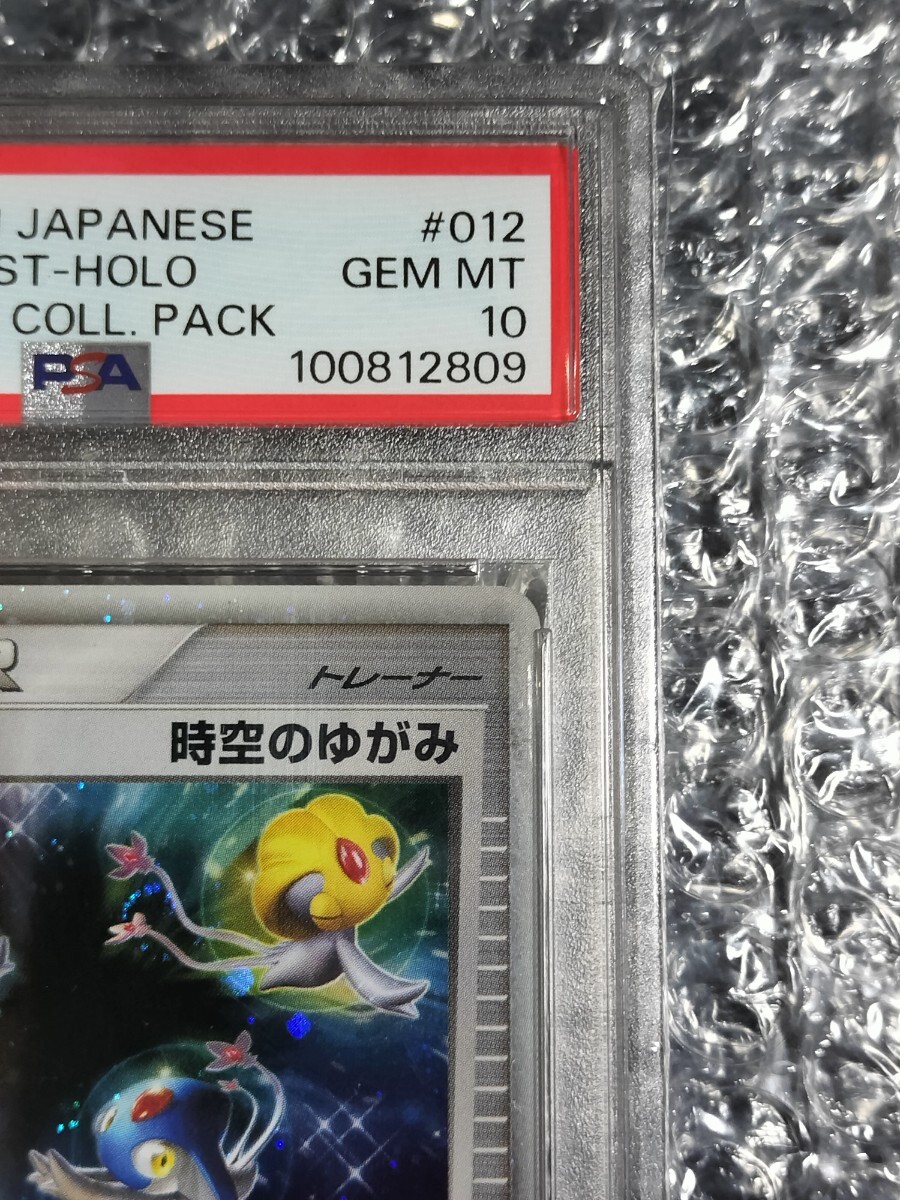 JAPANESE #012
ST-HOLO GEM MT
COLL. PACK 10
PSA 100812809
R トレーナー
時空のゆがみ